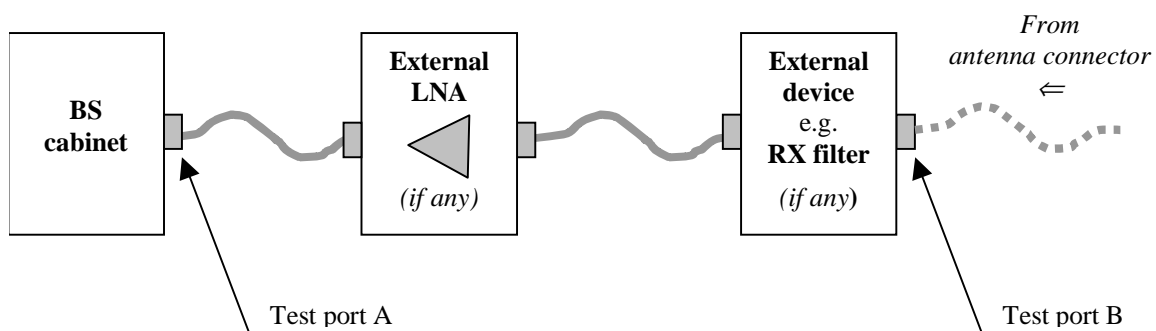 BS
cabinet
External
LNA
(if any)
External
device
e.g.
RX filter
(if any)
From
antenna connector
⇐
Test port A
Test port B